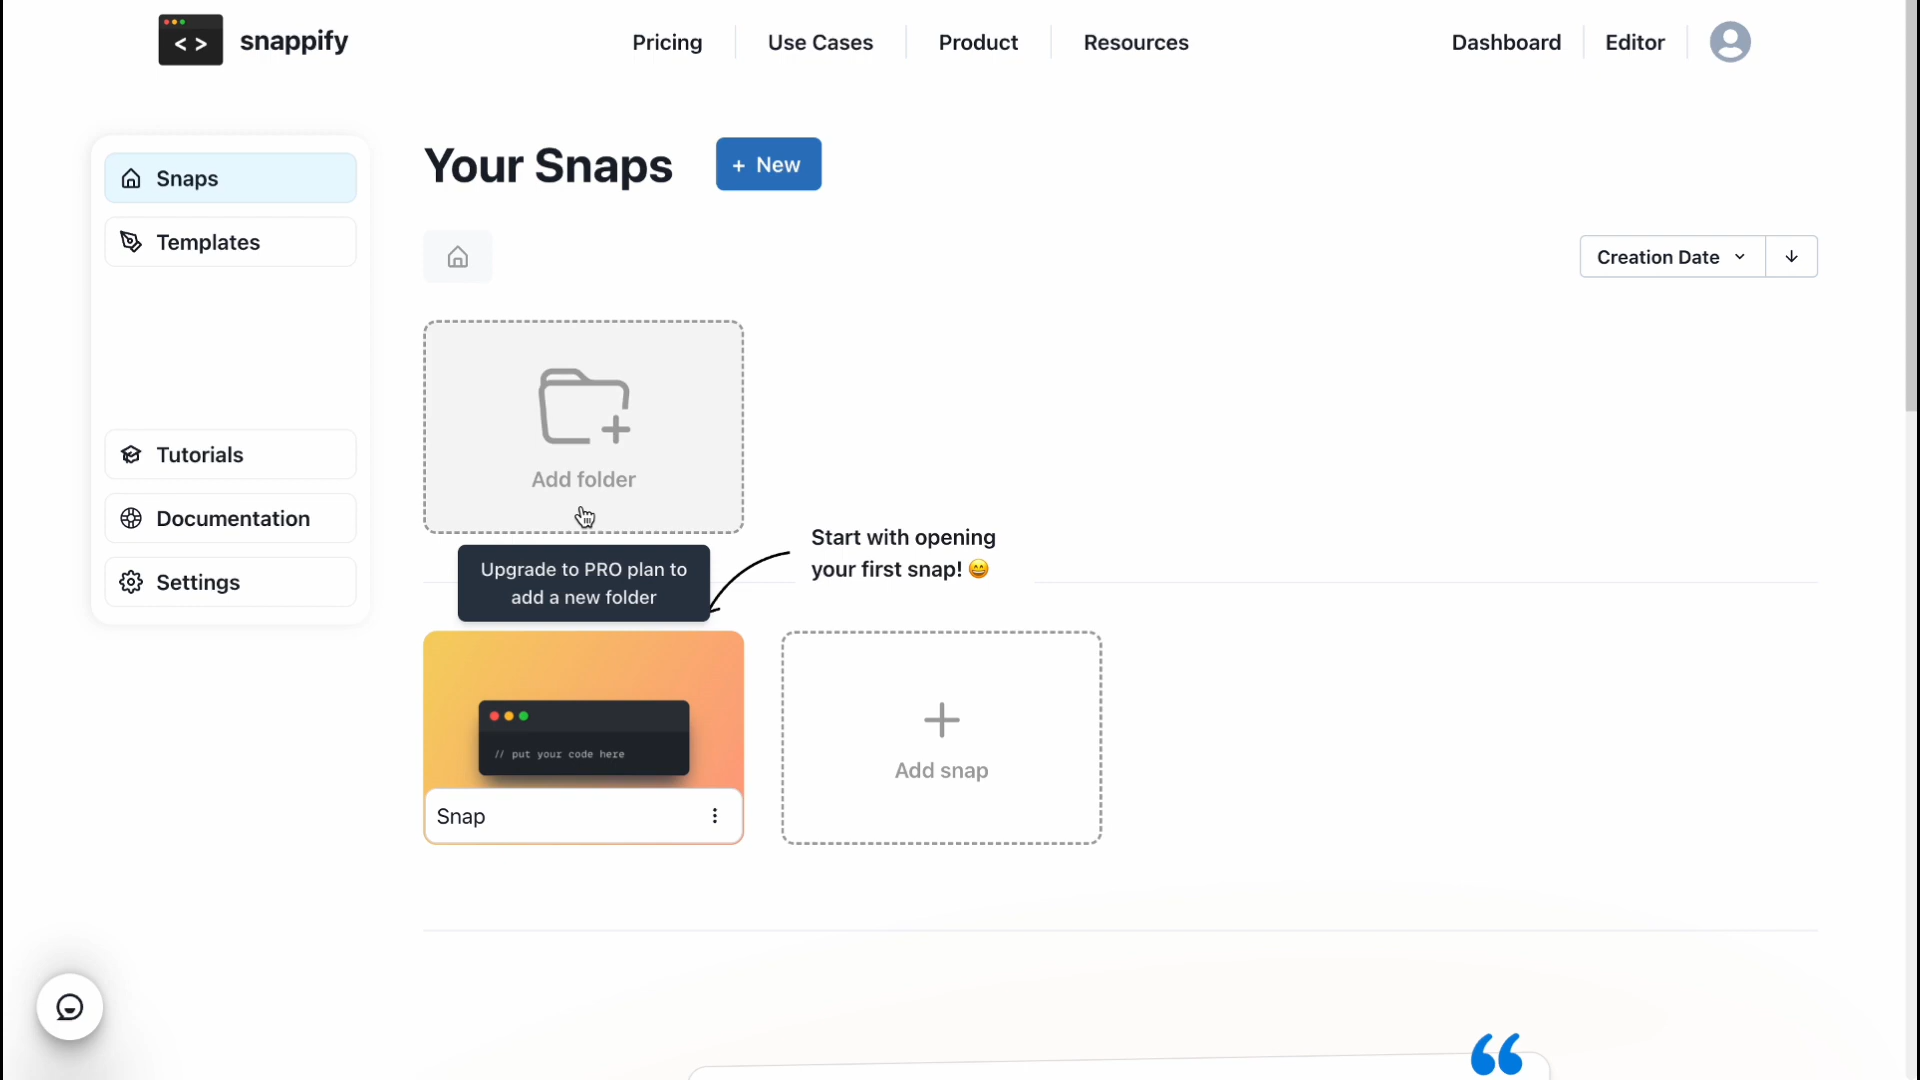 < > snappify
Pricing
Use Cases
Product
Resources
Dashboard
Editor
Snaps
Templates
Tutorials
Documentation
Settings
Your Snaps
+ New
Creation Date
Add folder
Upgrade to PRO plan to
add a new folder
Start with opening
your first snap! 😄
// put your code here
Snap
Add snap
“